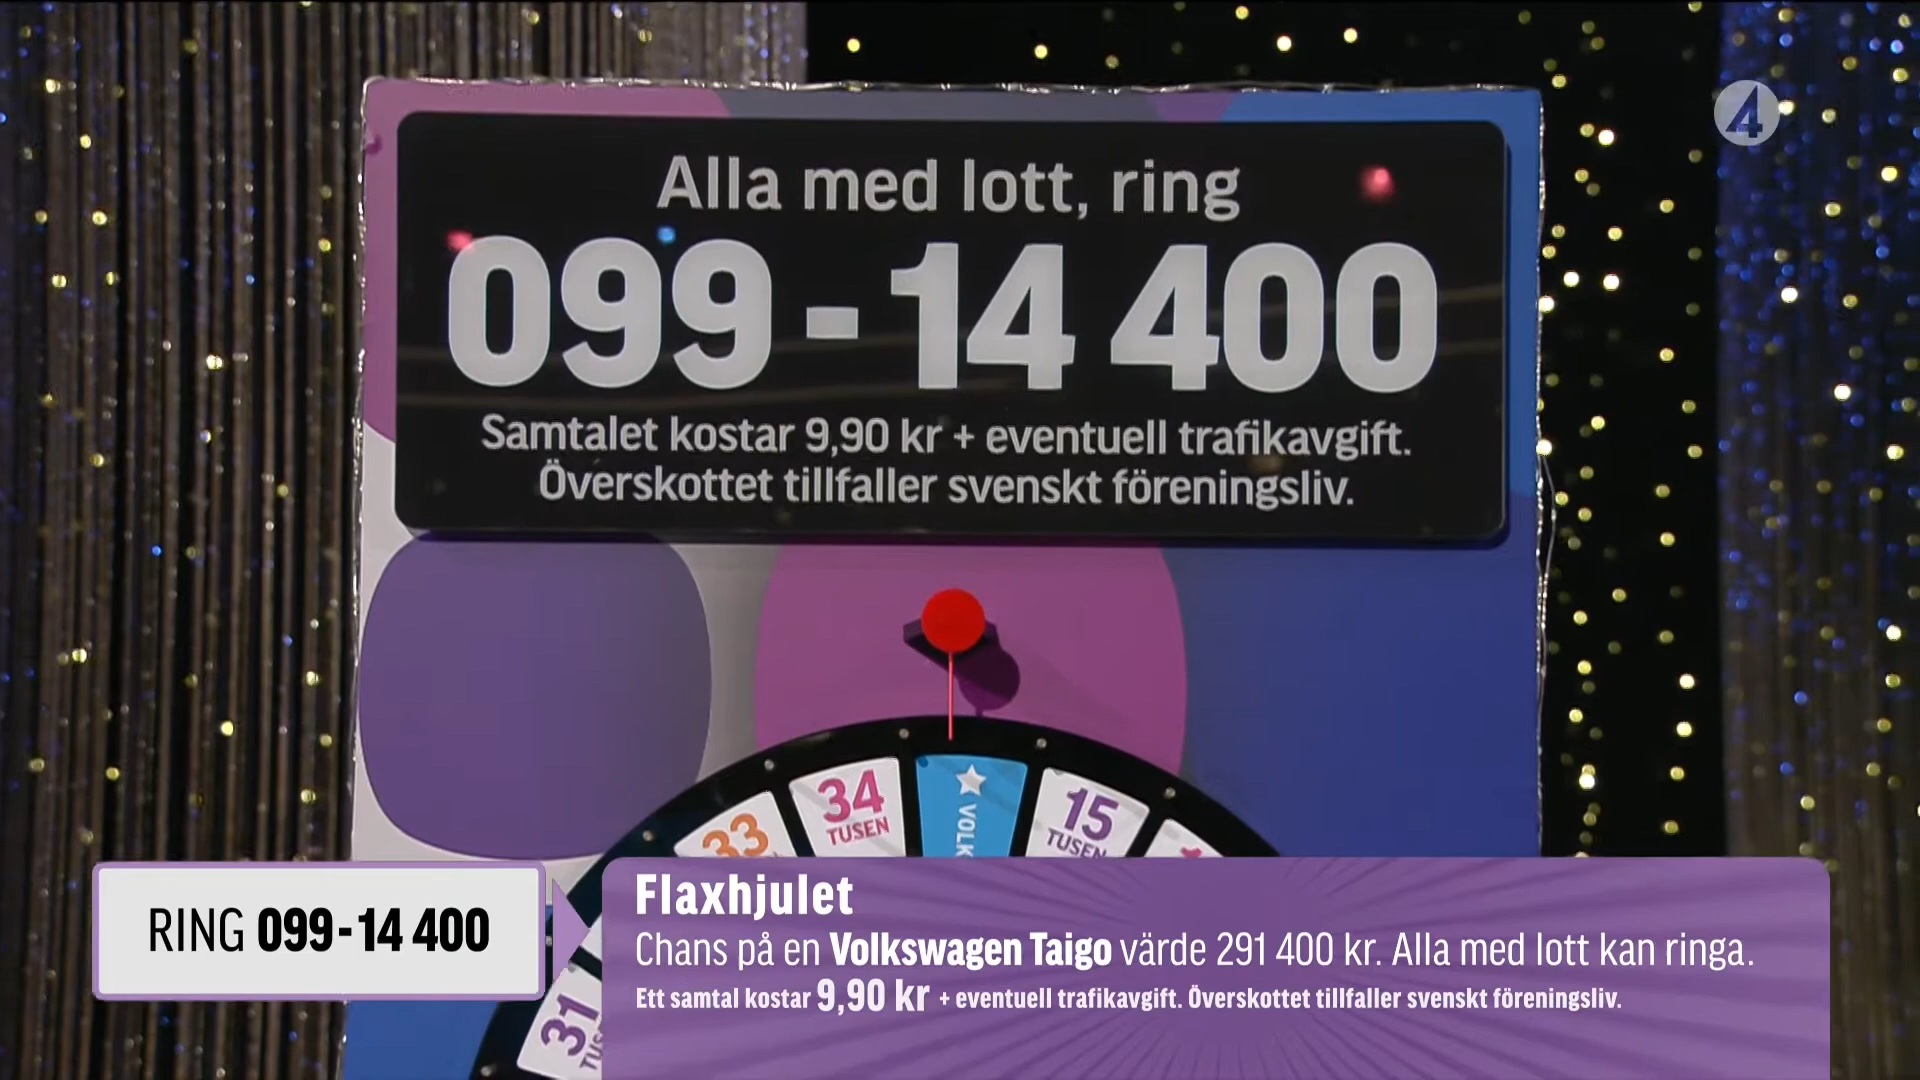 4
Alla med lott, ring
099-14 400
Samtalet kostar 9,90 kr + eventuell trafikavgift.
Överskottet tillfaller svenskt föreningsliv.
33
34
TUSEN
VOLK
15
TUSEN
31
RING 099-14 400
Flaxhjulet
Chans på en Volkswagen Taigo värde 291 400 kr. Alla med lott kan ringa.
Ett samtal kostar 9,90 kr + eventuell trafikavgift. Överskottet tillfaller svenskt föreningsliv.